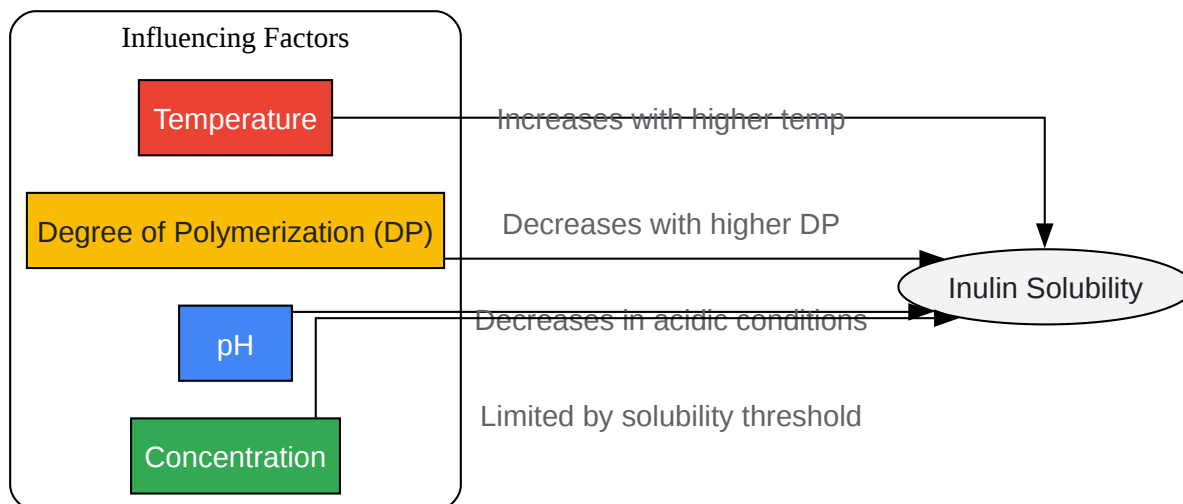 Influencing Factors
Temperature
Increases with higher temp
Degree of Polymerization (DP)
Decreases with higher DP
Inulin Solubility
pH
Decreases in acidic conditions
Concentration
Limited by solubility threshold